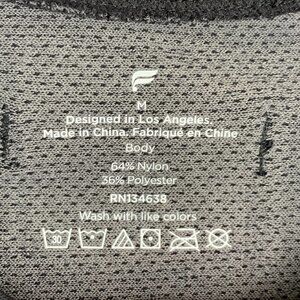 M
Designed in Los Angeles.
Made in China. Fabriqué en Chine
Body
64% Nylon
36% Polyester
RN134638
Wash with like colors
30